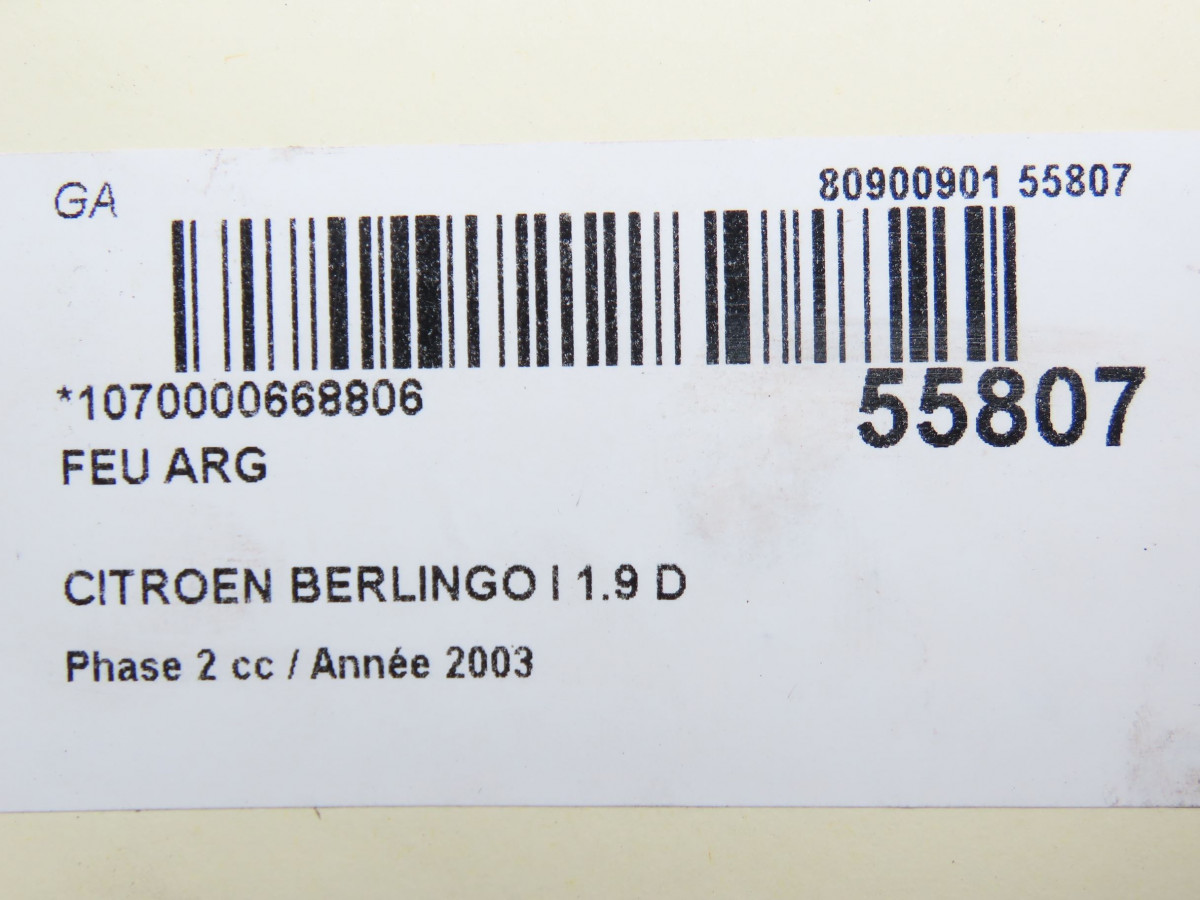 GA
80900901 55807
*1070000668806
55807
FEU ARG
CITROEN BERLINGO I 1.9 D
Phase 2 cc / Année 2003